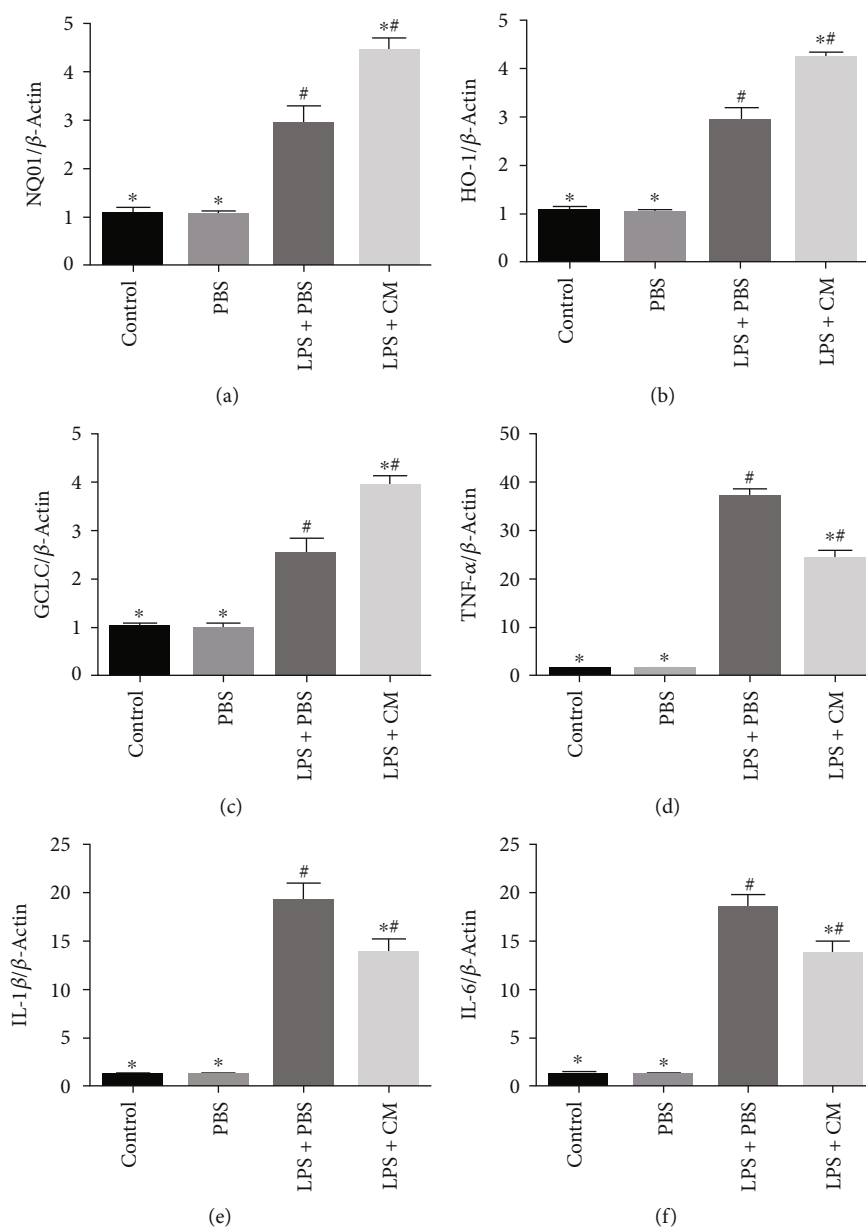 NQ01/β-Actin
5
4
3
2
1
0
*
*
#
*#
Control
PBS
LPS + PBS
LPS + CM
(a)
HO-1/β-Actin
5
4
3
2
1
0
*
*
#
*#
Control
PBS
LPS + PBS
LPS + CM
(b)
GCLC/β-Actin
5
4
3
2
1
0
*
*
#
*#
Control
PBS
LPS + PBS
LPS + CM
(c)
TNF-α/β-Actin
50
40
30
20
10
0
*
*
#
*#
Control
PBS
LPS + PBS
LPS + CM
(d)
IL-1β/β-Actin
25
20
15
10
5
0
*
*
#
*#
Control
PBS
LPS + PBS
LPS + CM
(e)
IL-6/β-Actin
25
20
15
10
5
0
*
*
#
*#
Control
PBS
LPS + PBS
LPS + CM
(f)